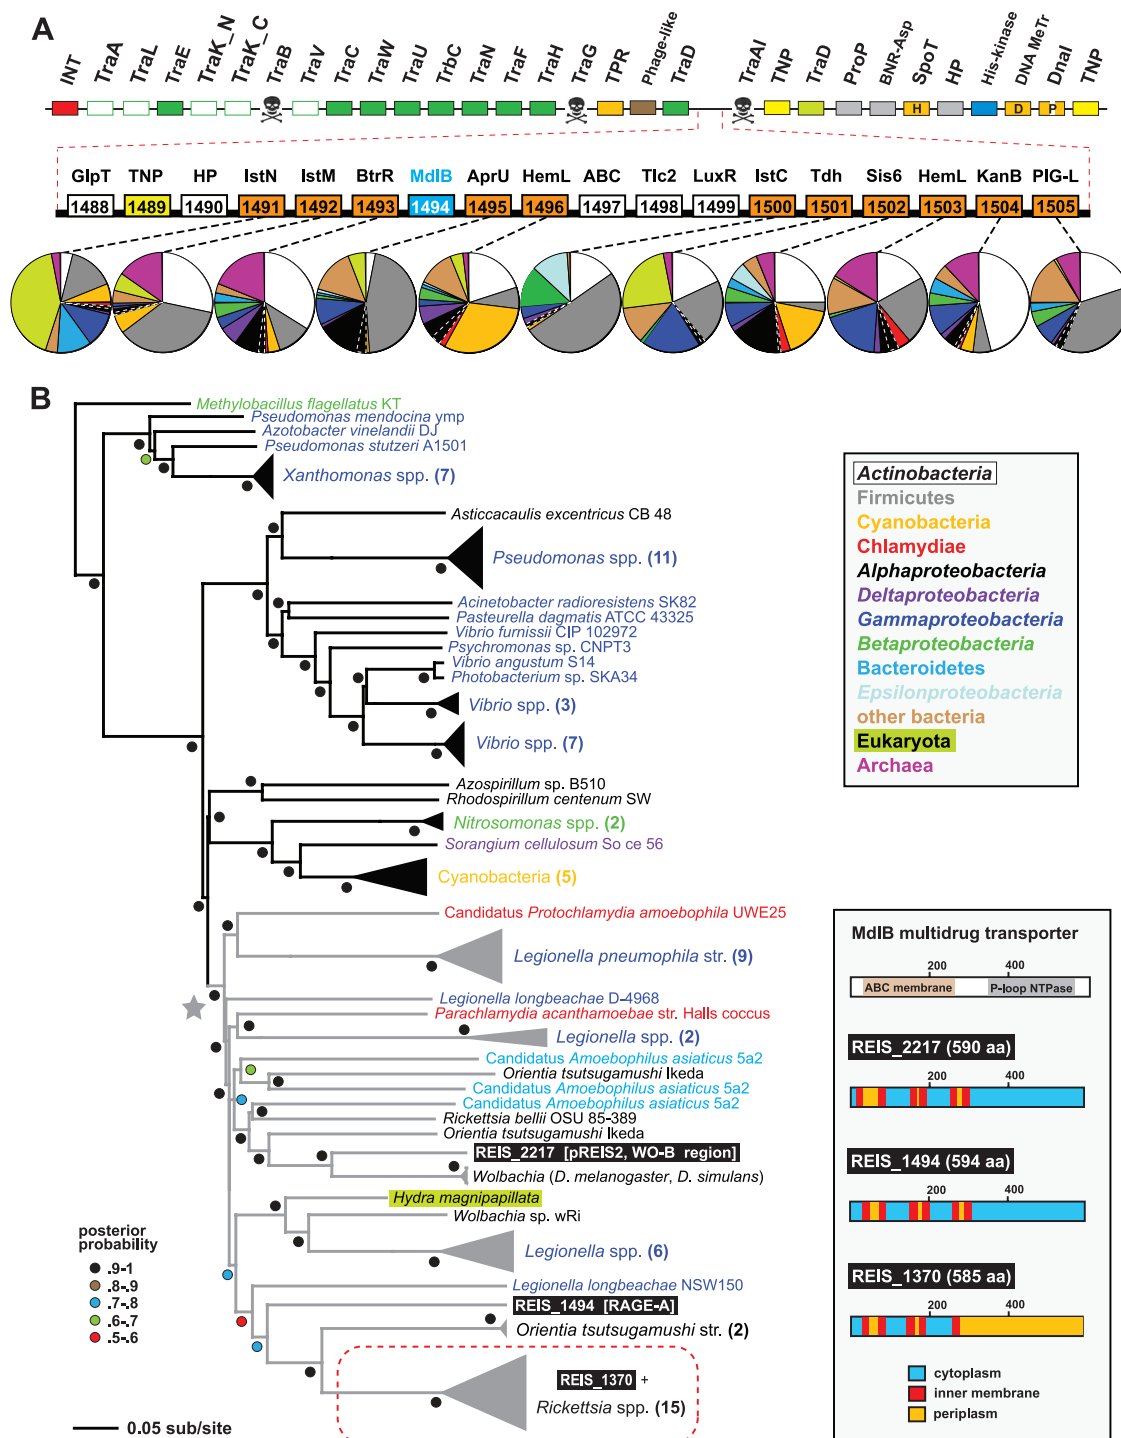 A
INT TraA TraL TraE TraK_N TraK_C TraB TraV TraC TraW TraU TrbC TraN TraF TraH TraG TPR Phage-like TraD TraAI TNP TraD ProP BNR-Asp SpoT HP His-kinase DNA MeTr DnaI TNP
H D P
GlpT TNP HP IstN IstM BtrR MdlB AprU HemL ABC Tlc2 LuxR IstC Tdh Sis6 HemL KanB PIG-L
1488 1489 1490 1491 1492 1493 1494 1495 1496 1497 1498 1499 1500 1501 1502 1503 1504 1505
B
Methylobacillus flagellatus KT
Pseudomonas mendocina ymp
Azotobacter vinelandii DJ
Pseudomonas stutzeri A1501
Xanthomonas spp. (7)
Asticcacaulis excentricus CB 48
Pseudomonas spp. (11)
Acinetobacter radioresistens SK82
Pasteurella dagmatis ATCC 43325
Vibrio furnissii CIP 102972
Psychromonas sp. CNPT3
Vibrio angustum S14
Photobacterium sp. SKA34
Vibrio spp. (3)
Vibrio spp. (7)
Azospirillum sp. B510
Rhodospirillum centenum SW
Nitrosomonas spp. (2)
Sorangium cellulosum So ce 56
Cyanobacteria (5)
Candidatus Protochlamydia amoebophila UWE25
Legionella pneumophila str. (9)
Legionella longbeachae D-4968
Parachlamydia acanthamoebae str. Halls coccus
Legionella spp. (2)
Candidatus Amoebophilus asiaticus 5a2
Orientia tsutsugamushi Ikeda
Candidatus Amoebophilus asiaticus 5a2
Candidatus Amoebophilus asiaticus 5a2
Rickettsia bellii OSU 85-389
Orientia tsutsugamushi Ikeda
REIS_2217 [pREIS2, WO-B region]
Wolbachia (D. melanogaster, D. simulans)
Hydra magnipapillata
Wolbachia sp. wRi
Legionella spp. (6)
Legionella longbeachae NSW150
REIS_1494 [RAGE-A]
Orientia tsutsugamushi str. (2)
REIS_1370 +
Rickettsia spp. (15)
posterior
probability
.9-1
.8-.9
.7-.8
.6-.7
.5-.6
0.05 sub/site
Actinobacteria
Firmicutes
Cyanobacteria
Chlamydiae
Alphaproteobacteria
Deltaproteobacteria
Gammaproteobacteria
Betaproteobacteria
Bacteroidetes
Epsilonproteobacteria
other bacteria
Eukaryota
Archaea
MdlB multidrug transporter
200 400
ABC membrane P-loop NTPase
REIS_2217 (590 aa)
200 400
REIS_1494 (594 aa)
200 400
REIS_1370 (585 aa)
200 400
cytoplasm
inner membrane
periplasm